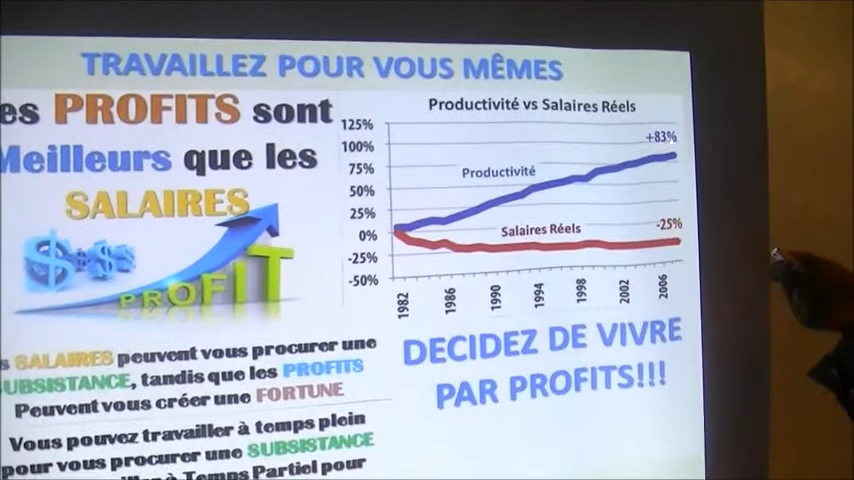 TRAVAILLEZ POUR VOUS MÊMES
PROFITS sont
Meilleurs que les
SALAIRES
$ $ $
PROFIT
Productivité vs Salaires Réels
125%
100%
75%
50%
25%
0%
-25%
-50%
+83%
Productivité
Salaires Réels
-25%
1982
1986
1990
1994
1998
2002
2006
DECIDEZ DE VIVRE
PAR PROFITS!!!
SALAIRES peuvent vous procurer une
SUBSISTANCE, tandis que les PROFITS
Peuvent vous créer une FORTUNE
Vous pouvez travailler à temps plein
pour vous procurer une SUBSISTANCE
à Temps Partiel pour